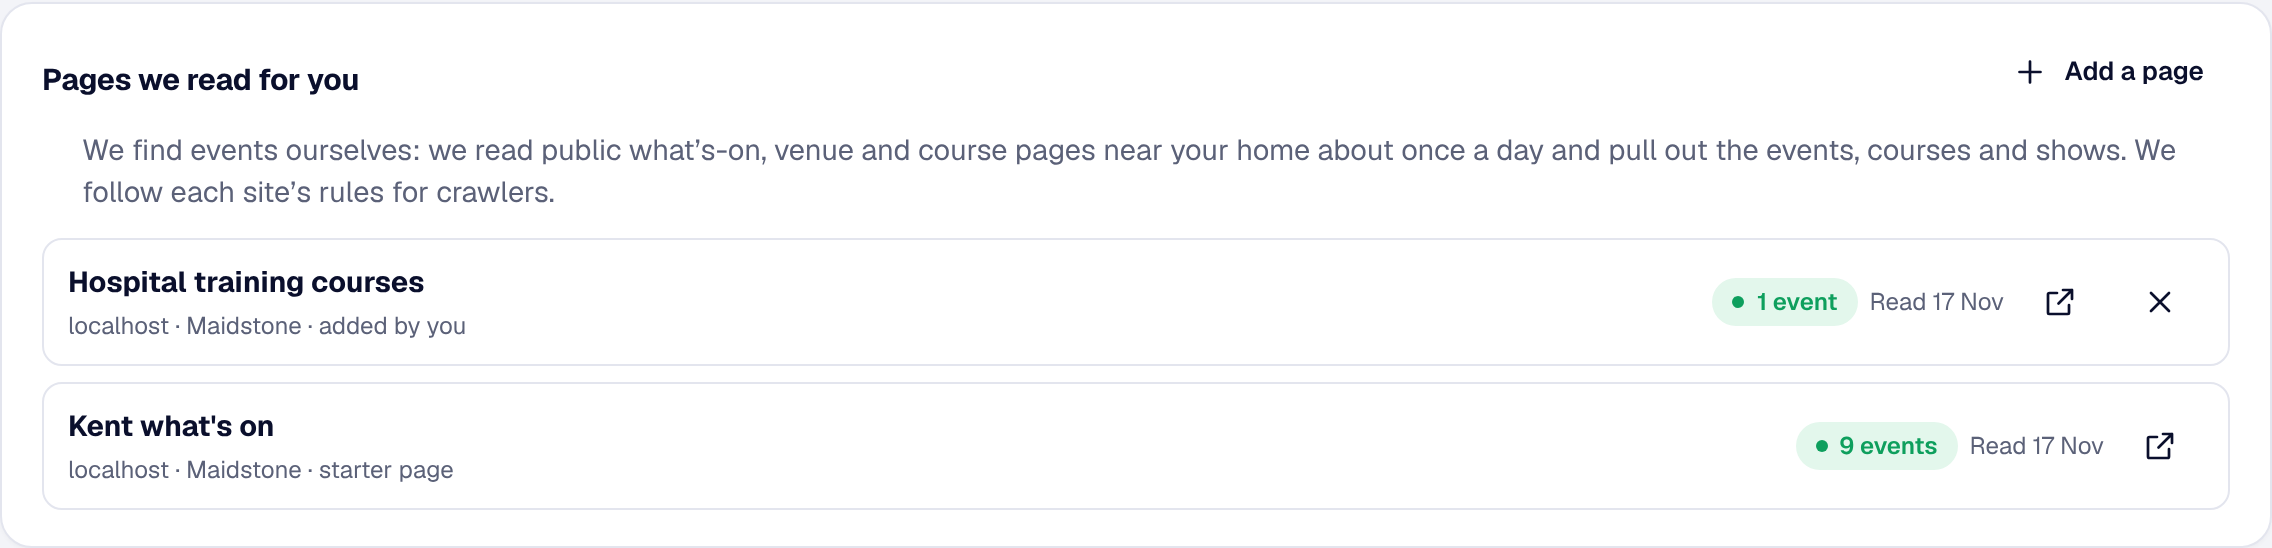 Pages we read for you
Add a page
We find events ourselves: we read public what’s-on, venue and course pages near your home about once a day and pull out the events, courses and shows. We
follow each site’s rules for crawlers.
Hospital training courses
localhost · Maidstone · added by you
1 event
Read 17 Nov
Kent what's on
localhost · Maidstone · starter page
9 events
Read 17 Nov